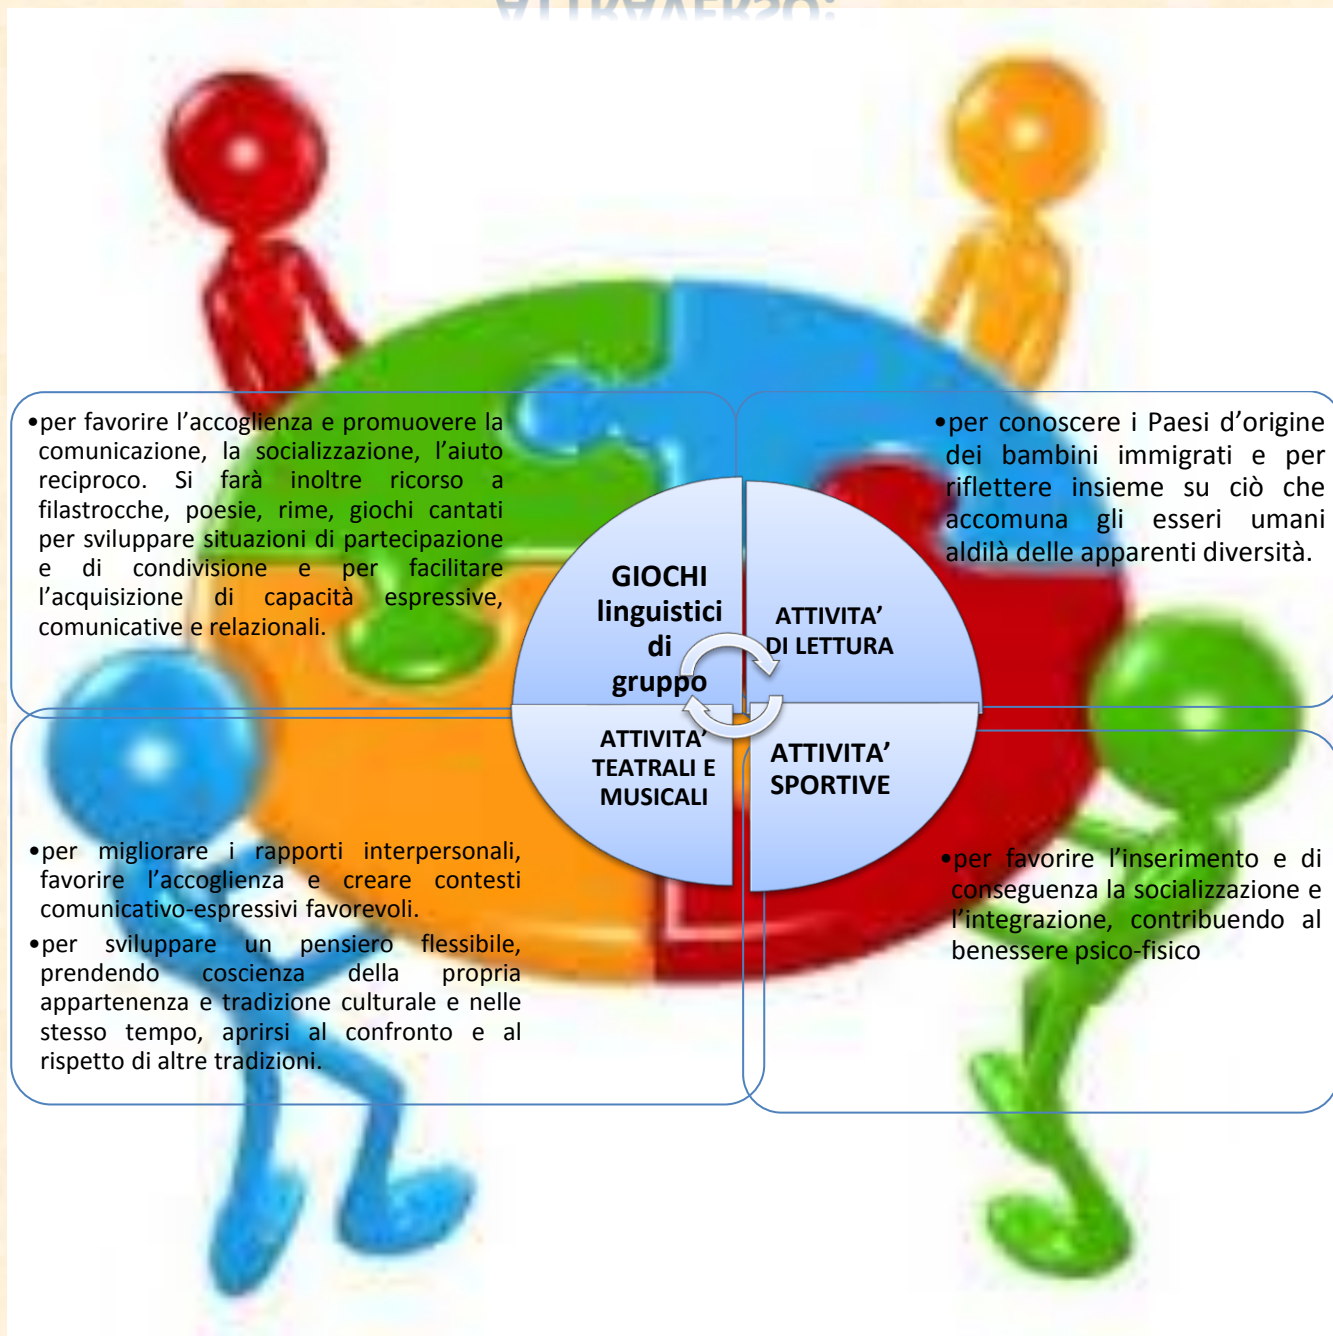 ATTRAVERSO:
•per favorire l’accoglienza e promuovere la
comunicazione, la socializzazione, l’aiuto
reciproco. Si farà inoltre ricorso a
filastrocche, poesie, rime, giochi cantati
per sviluppare situazioni di partecipazione
e di condivisione e per facilitare
l’acquisizione di capacità espressive,
comunicative e relazionali.
•per conoscere i Paesi d’origine
dei bambini immigrati e per
riflettere insieme su ciò che
accomuna gli esseri umani
aldilà delle apparenti diversità.
GIOCHI
linguistici
di
gruppo
ATTIVITA’
DI LETTURA
ATTIVITA’
TEATRALI E
MUSICALI
ATTIVITA’
SPORTIVE
•per migliorare i rapporti interpersonali,
favorire l’accoglienza e creare contesti
comunicativo-espressivi favorevoli.
•per sviluppare un pensiero flessibile,
prendendo coscienza della propria
appartenenza e tradizione culturale e nelle
stesso tempo, aprirsi al confronto e al
rispetto di altre tradizioni.
•per favorire l’inserimento e di
conseguenza la socializzazione e
l’integrazione, contribuendo al
benessere psico-fisico